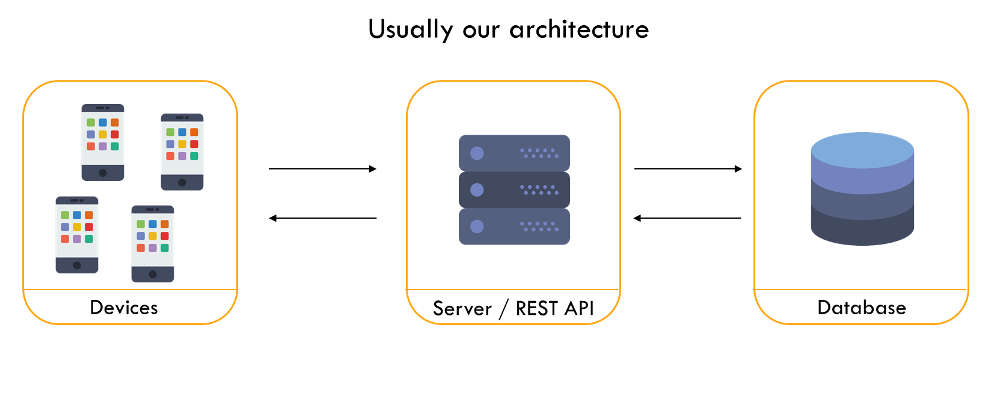 Usually our architecture
Devices
Server / REST API
Database